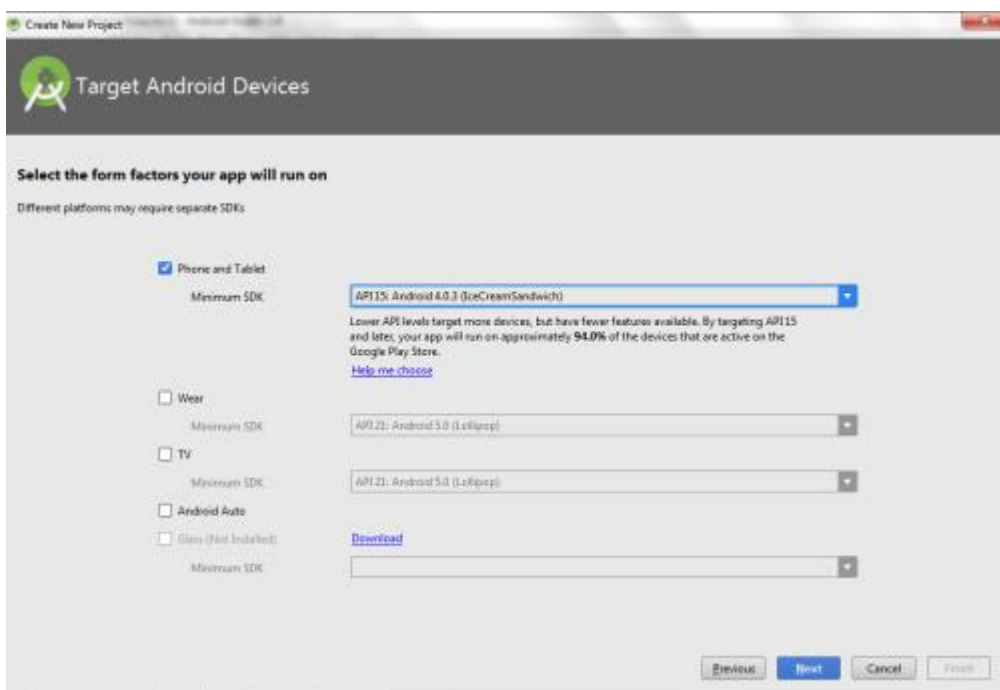 Create New Project
Target Android Devices
Select the form factors your app will run on
Different platforms may require separate SDKs
Phone and Tablet
Minimum SDK
API 15: Android 4.0.3 (IceCreamSandwich)
Lower API levels target more devices, but have fewer features available. By targeting API 15
and later, your app will run on approximately 94.0% of the devices that are active on the
Google Play Store.
Help me choose
Wear
Minimum SDK
API 21: Android 5.0 (Lollipop)
TV
Minimum SDK
API 21: Android 5.0 (Lollipop)
Android Auto
Glass (Not Installed)
Download
Minimum SDK
Previous
Next
Cancel
Finish